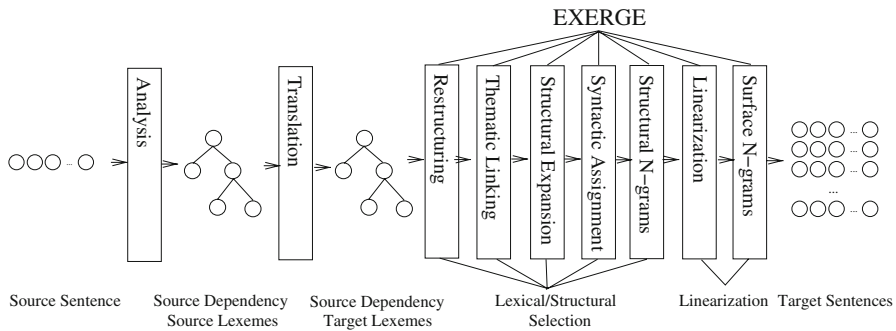 EXERGE
Analysis
Translation
Restructuring
Thematic Linking
Structural Expansion
Syntactic Assignment
Structural N-grams
Linearization
Surface N-grams
...
...
...
...
...
...
Source Sentence
Source Dependency
Source Lexemes
Source Dependency
Target Lexemes
Lexical/Structural
Selection
Linearization
Target Sentences